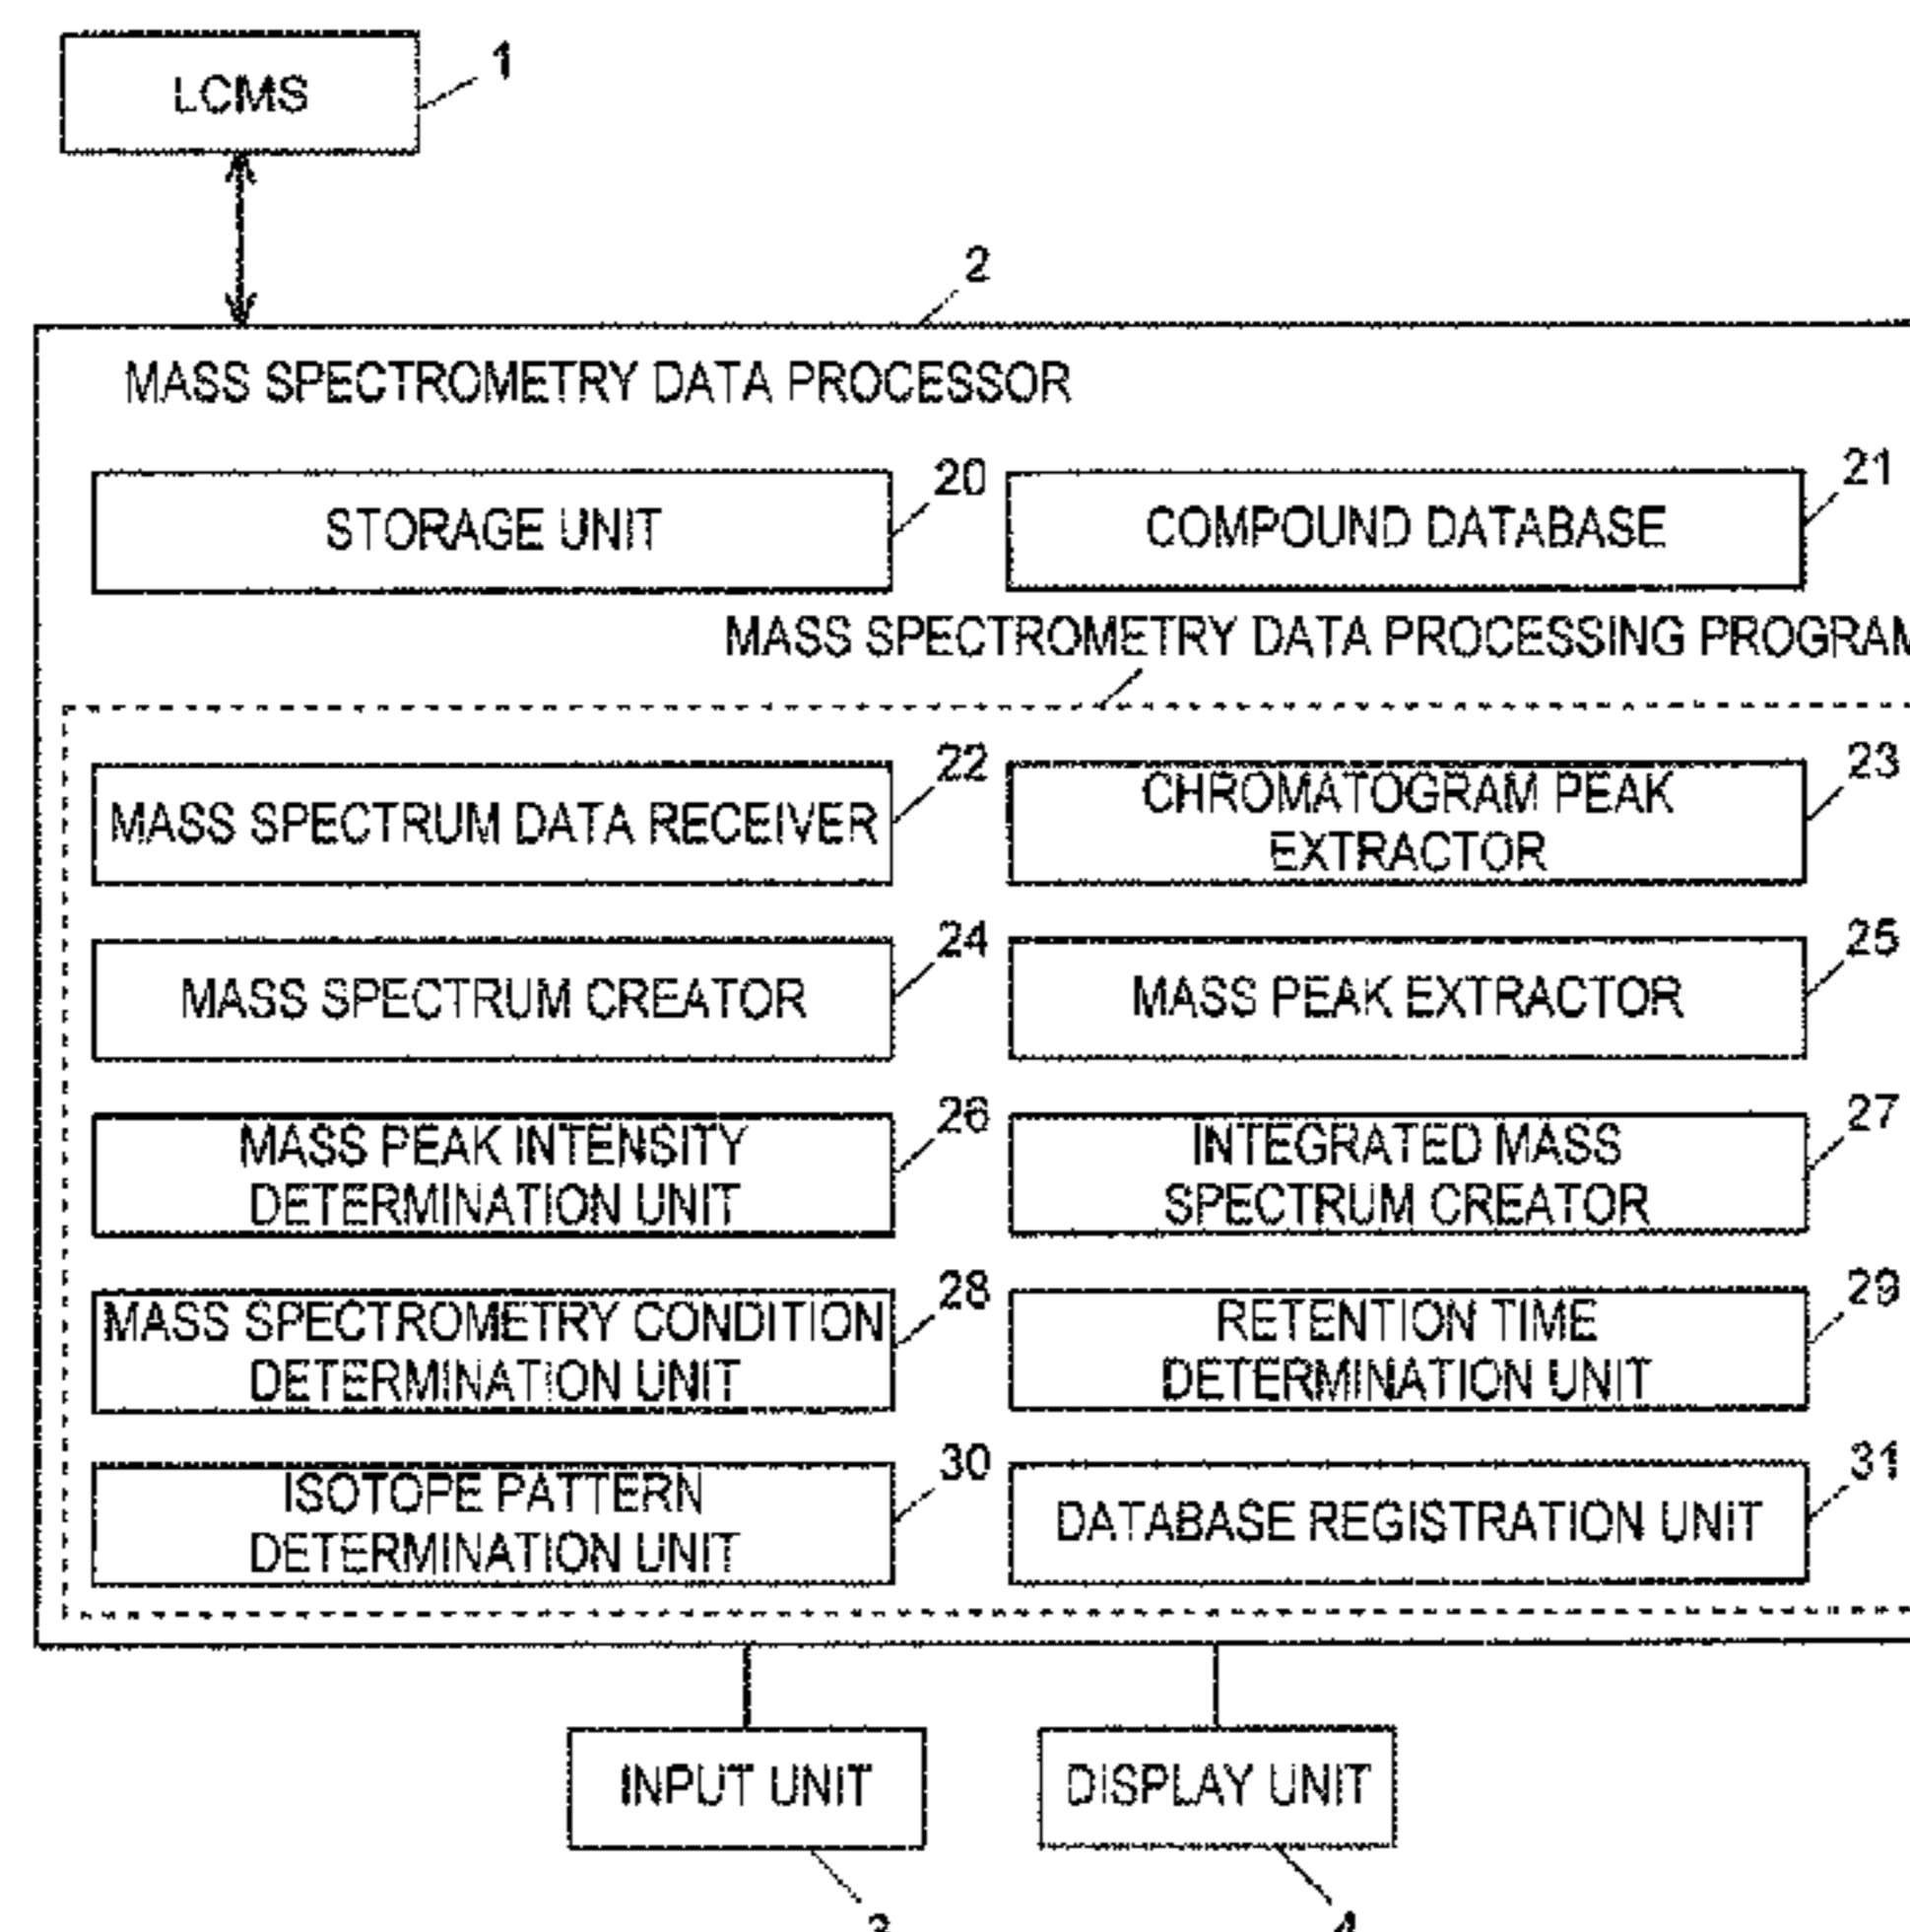 LCMS
1
2
MASS SPECTROMETRY DATA PROCESSOR
STORAGE UNIT
20
COMPOUND DATABASE
21
MASS SPECTROMETRY DATA PROCESSING PROGRAM
MASS SPECTRUM DATA RECEIVER
22
CHROMATOGRAM PEAK
EXTRACTOR
23
MASS SPECTRUM CREATOR
24
MASS PEAK EXTRACTOR
25
MASS PEAK INTENSITY
DETERMINATION UNIT
26
INTEGRATED MASS
SPECTRUM CREATOR
27
MASS SPECTROMETRY CONDITION
DETERMINATION UNIT
28
RETENTION TIME
DETERMINATION UNIT
29
ISOTOPE PATTERN
DETERMINATION UNIT
30
DATABASE REGISTRATION UNIT
31
INPUT UNIT
DISPLAY UNIT
3
4